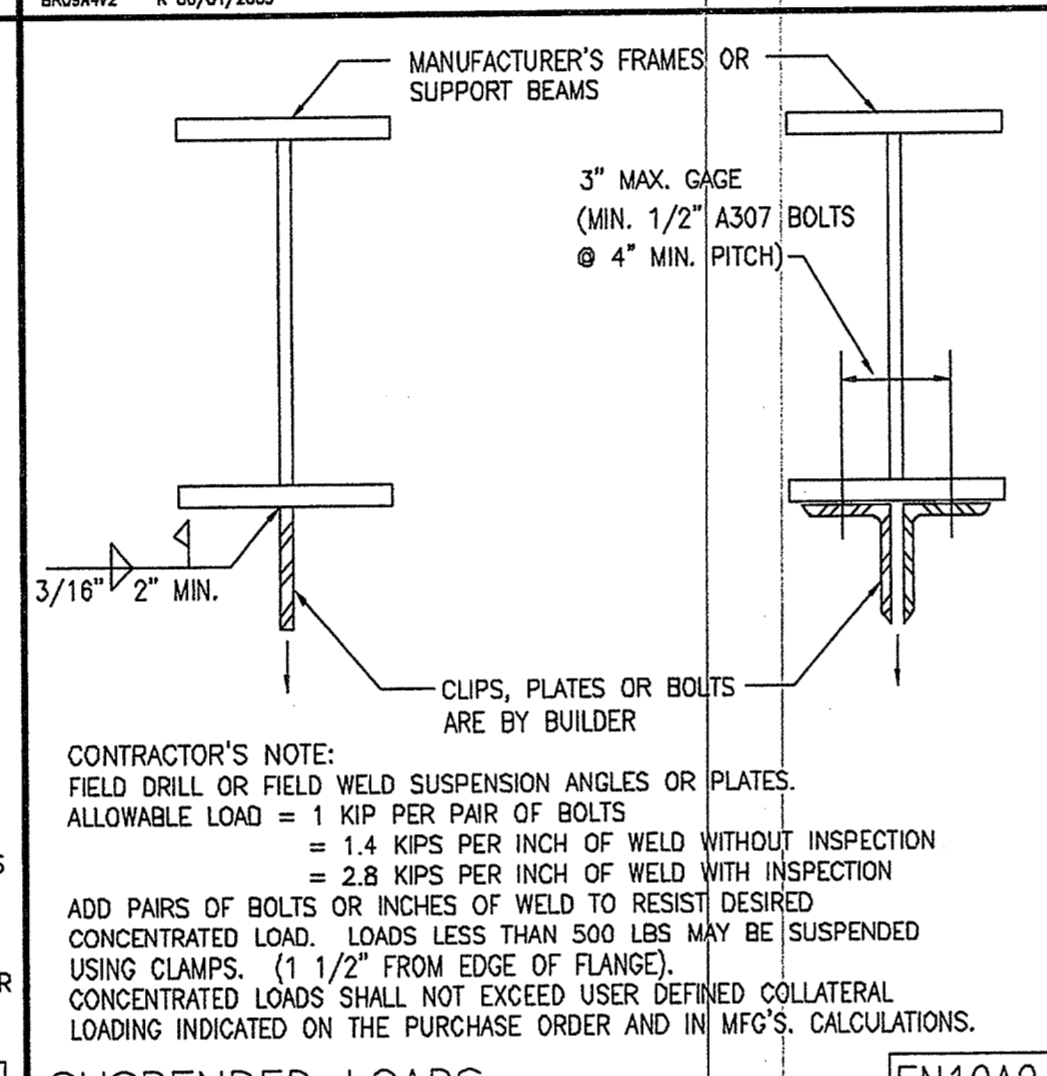 MANUFACTURER'S FRAMES OR
SUPPORT BEAMS
3" MAX. GAGE
(MIN. 1/2" A307 BOLTS
@ 4" MIN. PITCH)
3/16" 2" MIN.
CLIPS, PLATES OR BOLTS
ARE BY BUILDER
CONTRACTOR'S NOTE:
FIELD DRILL OR FIELD WELD SUSPENSION ANGLES OR PLATES.
ALLOWABLE LOAD = 1 KIP PER PAIR OF BOLTS
= 1.4 KIPS PER INCH OF WELD WITHOUT INSPECTION
= 2.8 KIPS PER INCH OF WELD WITH INSPECTION
ADD PAIRS OF BOLTS OR INCHES OF WELD TO RESIST DESIRED
CONCENTRATED LOAD. LOADS LESS THAN 500 LBS MAY BE SUSPENDED
USING CLAMPS. (1 1/2" FROM EDGE OF FLANGE).
CONCENTRATED LOADS SHALL NOT EXCEED USER DEFINED COLLATERAL
LOADING INDICATED ON THE PURCHASE ORDER AND IN MFG'S. CALCULATIONS.
SUSPENDED LOADS